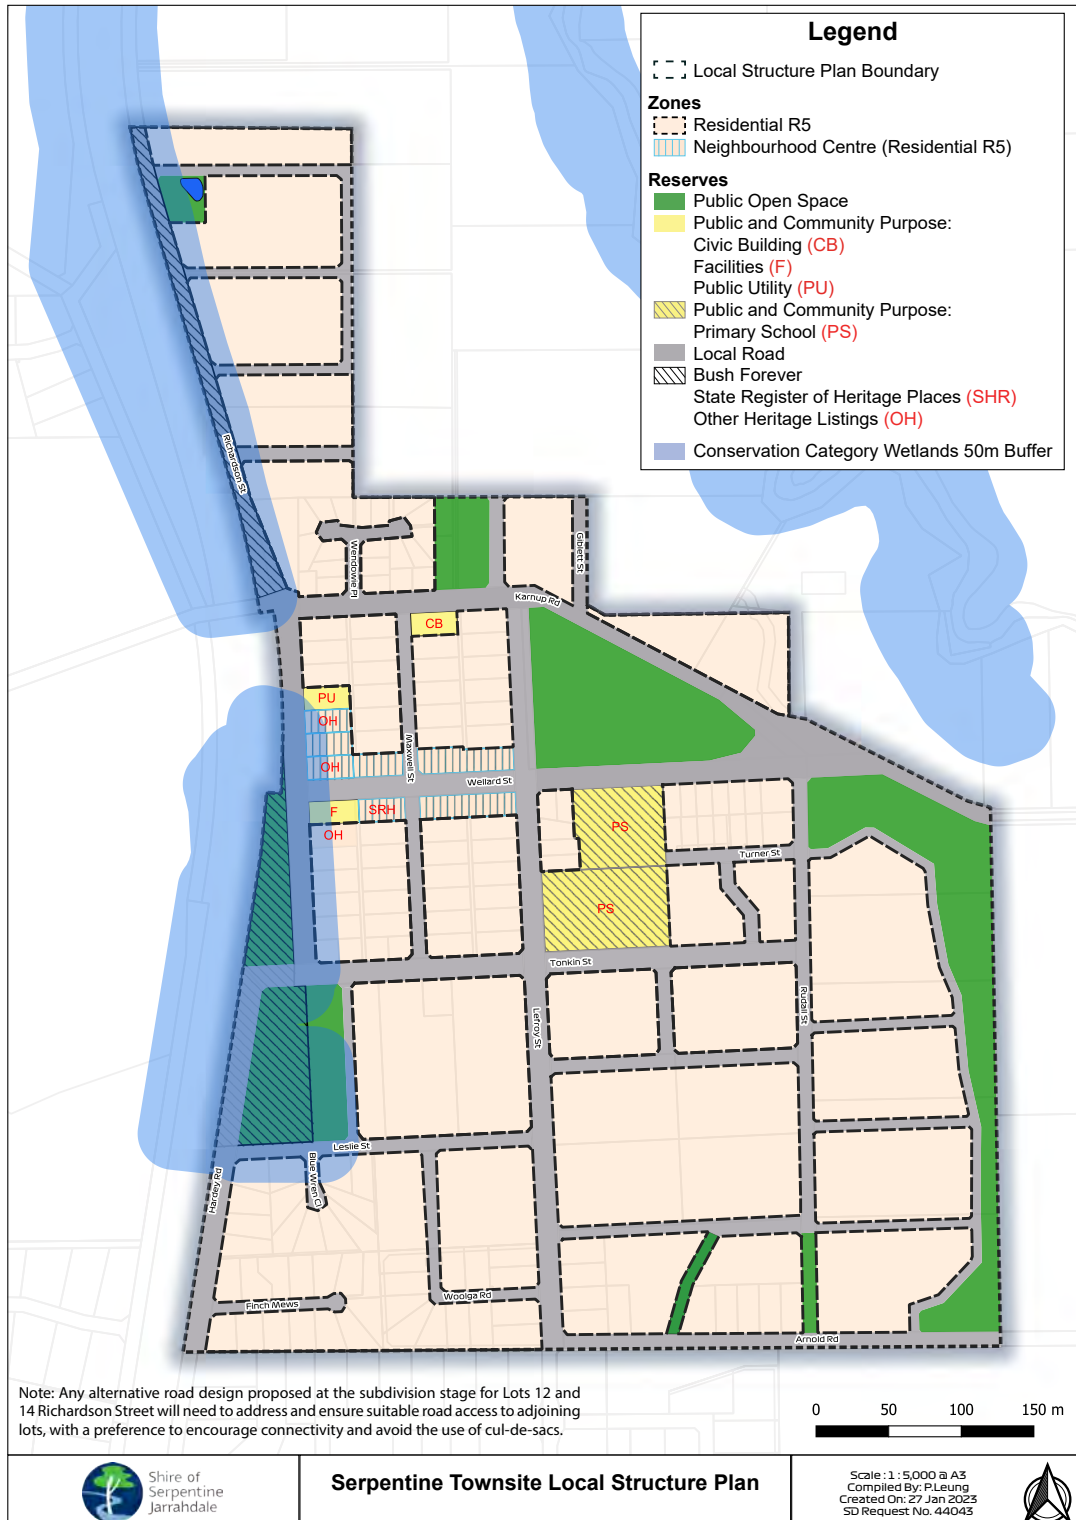 Legend
Local Structure Plan Boundary
Zones
Residential R5
Neighbourhood Centre (Residential R5)
Reserves
Public Open Space
Public and Community Purpose:
Civic Building (CB)
Facilities (F)
Public Utility (PU)
Public and Community Purpose:
Primary School (PS)
Local Road
Bush Forever
State Register of Heritage Places (SHR)
Other Heritage Listings (OH)
Conservation Category Wetlands 50m Buffer
Richardson St
Wendowie Pl
Giblett St
Karnup Rd
CB
PU
OH
Maxwell St
OH
Wellard St
F
SRH
OH
PS
Turner St
PS
Tonkin St
Lefroy St
Rudall St
Leslie St
Blue Wren Cl
Hardey Rd
Finch Mews
Woolga Rd
Arnold Rd
Note: Any alternative road design proposed at the subdivision stage for Lots 12 and
14 Richardson Street will need to address and ensure suitable road access to adjoining
lots, with a preference to encourage connectivity and avoid the use of cul-de-sacs.
0 50 100 150 m
Shire of
Serpentine
Jarrahdale
Serpentine Townsite Local Structure Plan
Scale : 1 : 5,000 @ A3
Compiled By: P.Leung
Created On: 27 Jan 2023
SD Request No. 44043